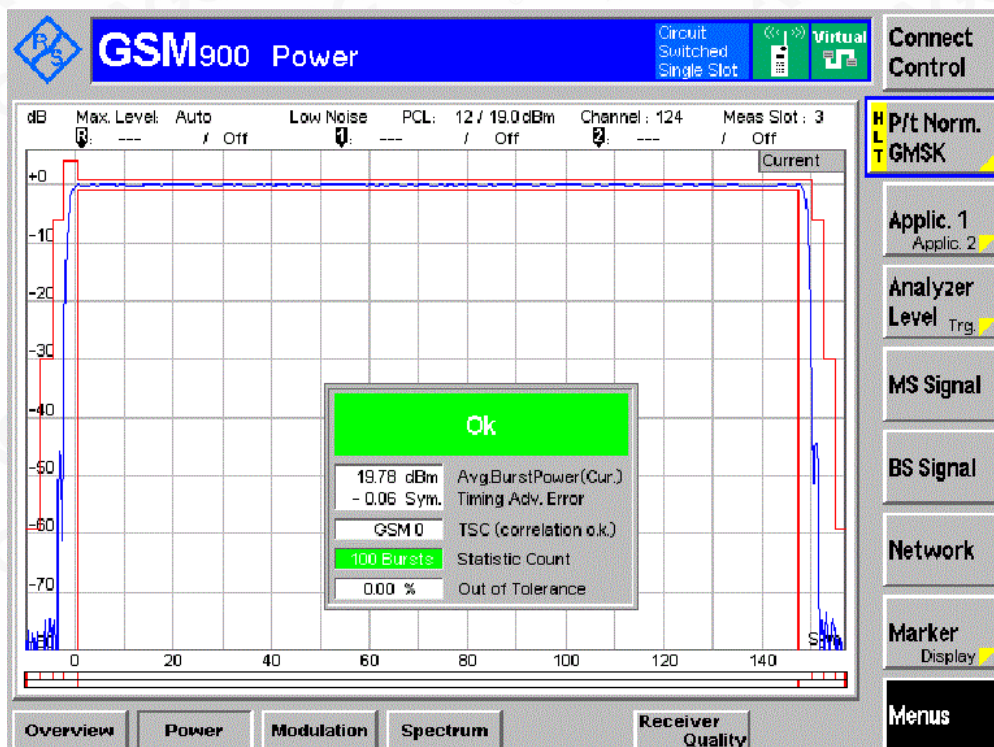 R/S
GSM900 Power
Circuit
Switched
Single Slot
Virtual
Connect
Control
dB Max. Level: Auto Low Noise PCL: 12 / 19.0 dBm Channel : 124 Meas Slot : 3
R: --- / Off 1: --- / Off 2: --- / Off
Current
H
L
T
P/t Norm.
GMSK
Applic. 1
Applic. 2
Analyzer
Level Trg.
MS Signal
BS Signal
Network
Marker
Display
Menus
+0
-10
-20
-30
-40
-50
-60
-70
Ok
19.78 dBm Avg.BurstPower(Cur.)
- 0.06 Sym. Timing Adv. Error
GSM 0 TSC (correlation o.k.)
100 Bursts Statistic Count
0.00 % Out of Tolerance
0 20 40 60 80 100 120 140
Overview Power Modulation Spectrum Receiver
Quality